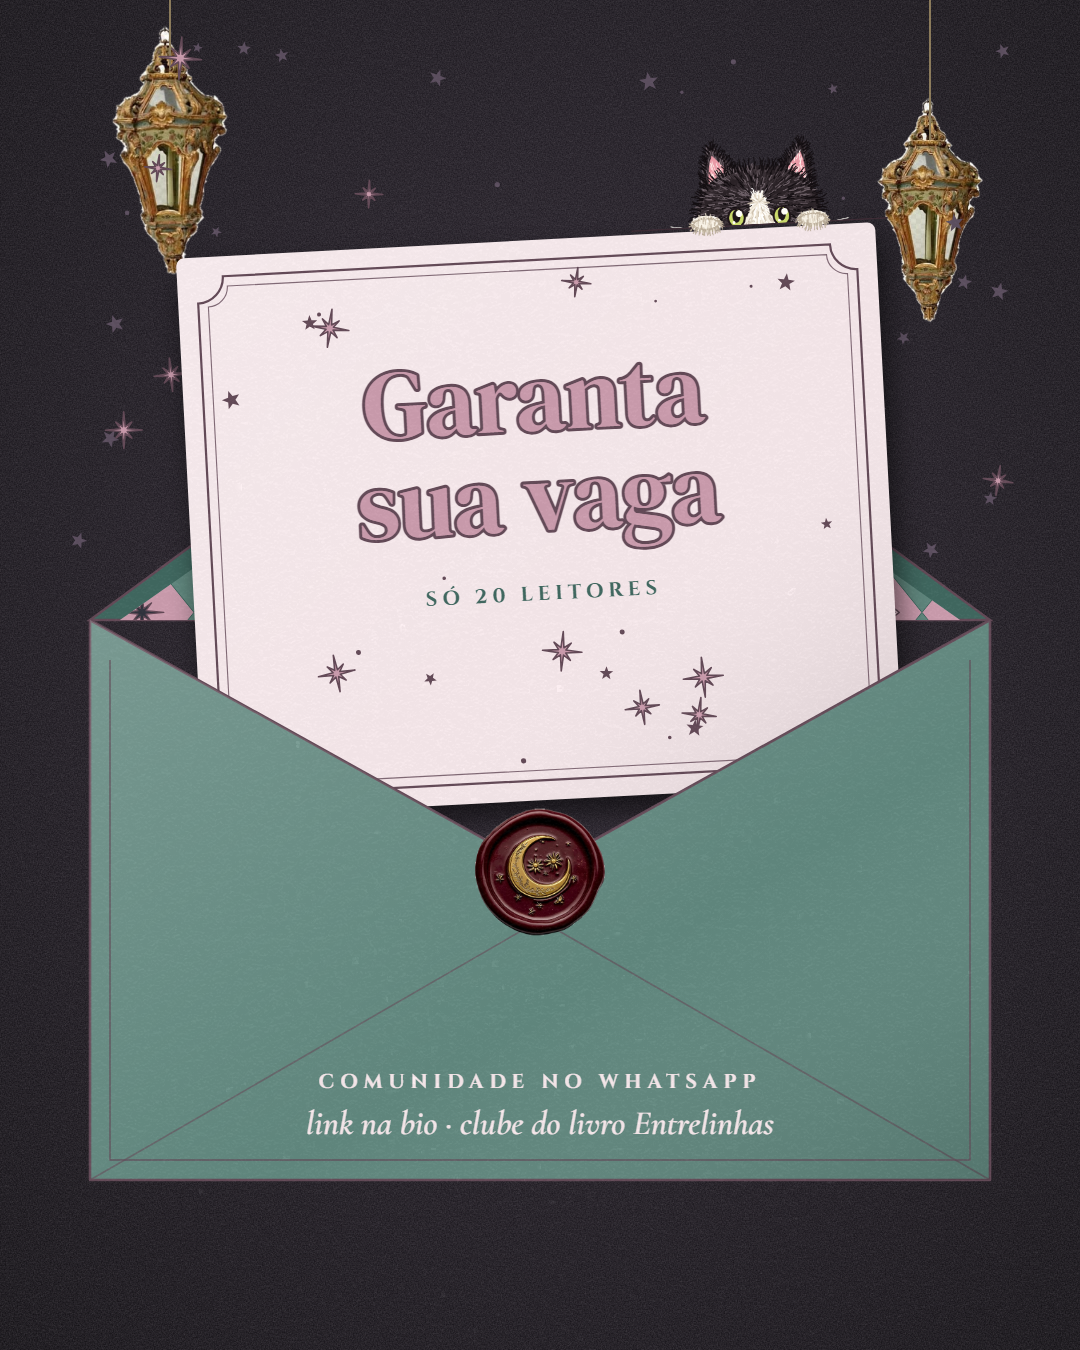 Garanta
sua vaga
SÓ 20 LEITORES
COMUNIDADE NO WHATSAPP
link na bio · clube do livro Entrelinhas